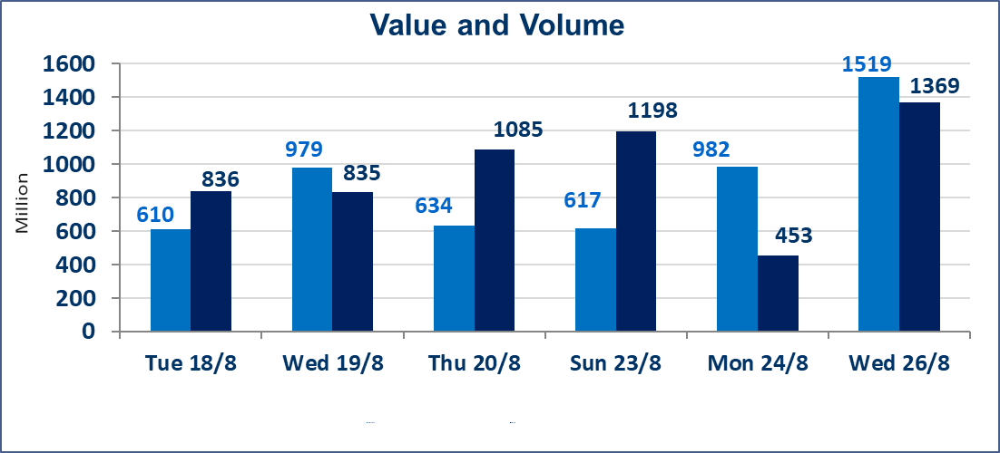 Value and Volume
Million
1600
1400
1200
1000
800
600
400
200
0
610
836
979
835
634
1085
617
1198
982
453
1519
1369
Tue 18/8
Wed 19/8
Thu 20/8
Sun 23/8
Mon 24/8
Wed 26/8